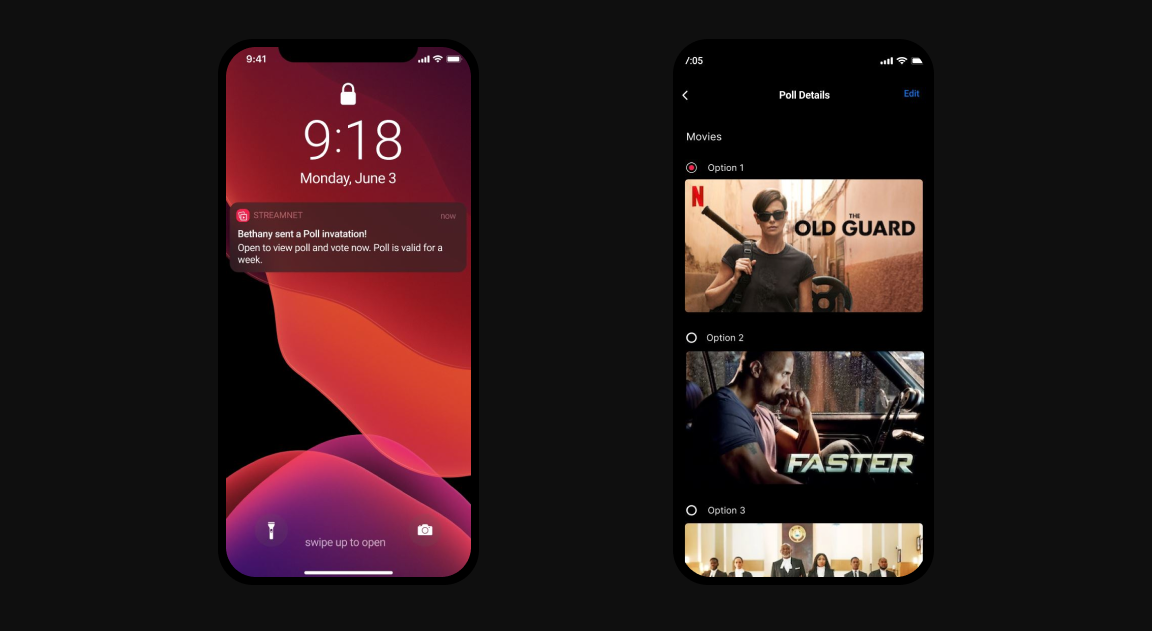 9:41
9:18
Monday, June 3
STREAMNET
now
Bethany sent a Poll invatation!
Open to view poll and vote now. Poll is valid for a
week.
swipe up to open
7:05
Poll Details
Edit
Movies
Option 1
N
THE
OLD GUARD
Option 2
FASTER
Option 3